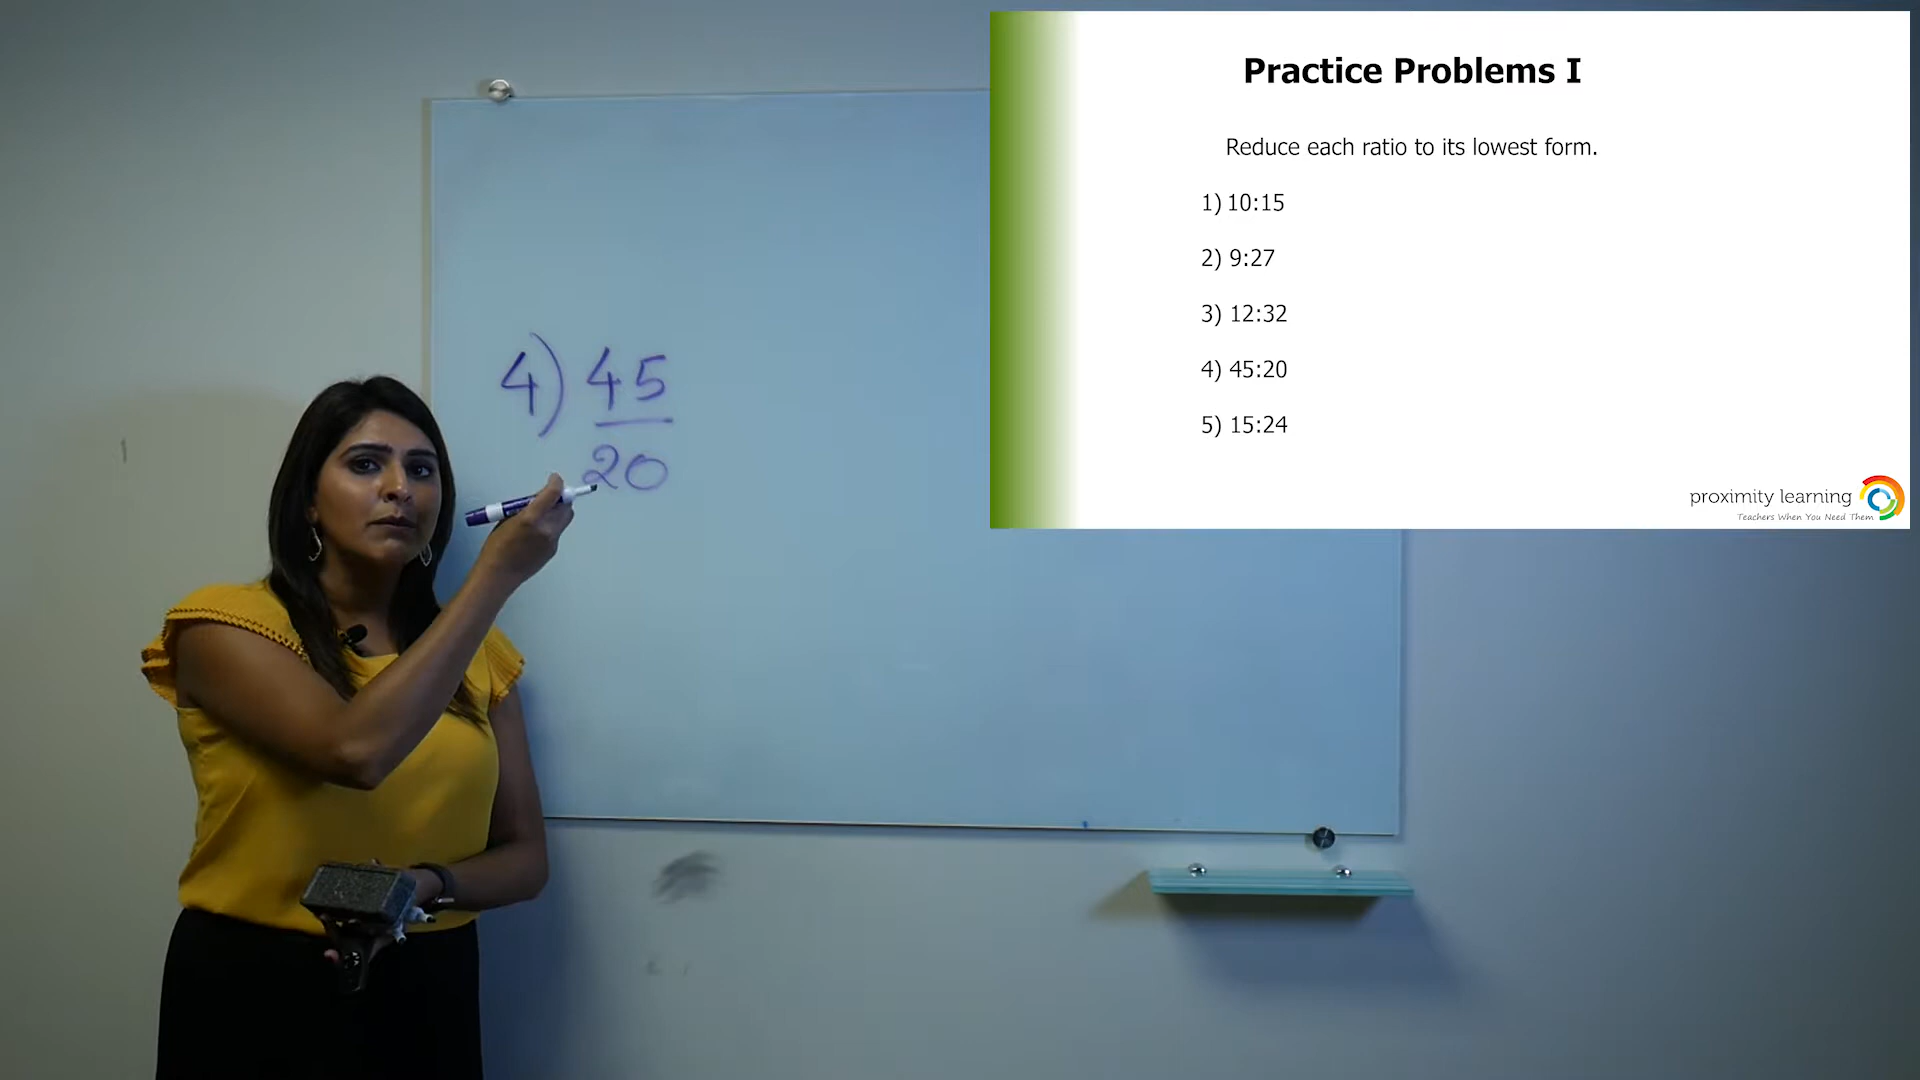 4) 45
20
Practice Problems I
Reduce each ratio to its lowest form.
1) 10:15
2) 9:27
3) 12:32
4) 45:20
5) 15:24
proximity learning
Teachers When You Need Them